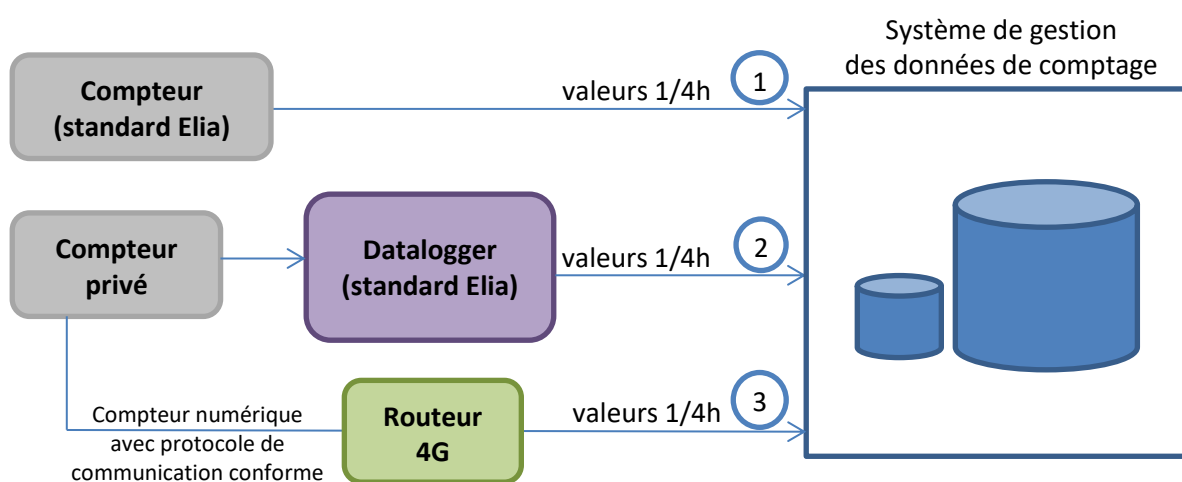 Système de gestion
des données de comptage
Compteur
(standard Elia)
valeurs 1/4h
1
Compteur
privé
Datalogger
(standard Elia)
valeurs 1/4h
2
Compteur numérique
avec protocole de
communication conforme
Routeur
4G
valeurs 1/4h
3